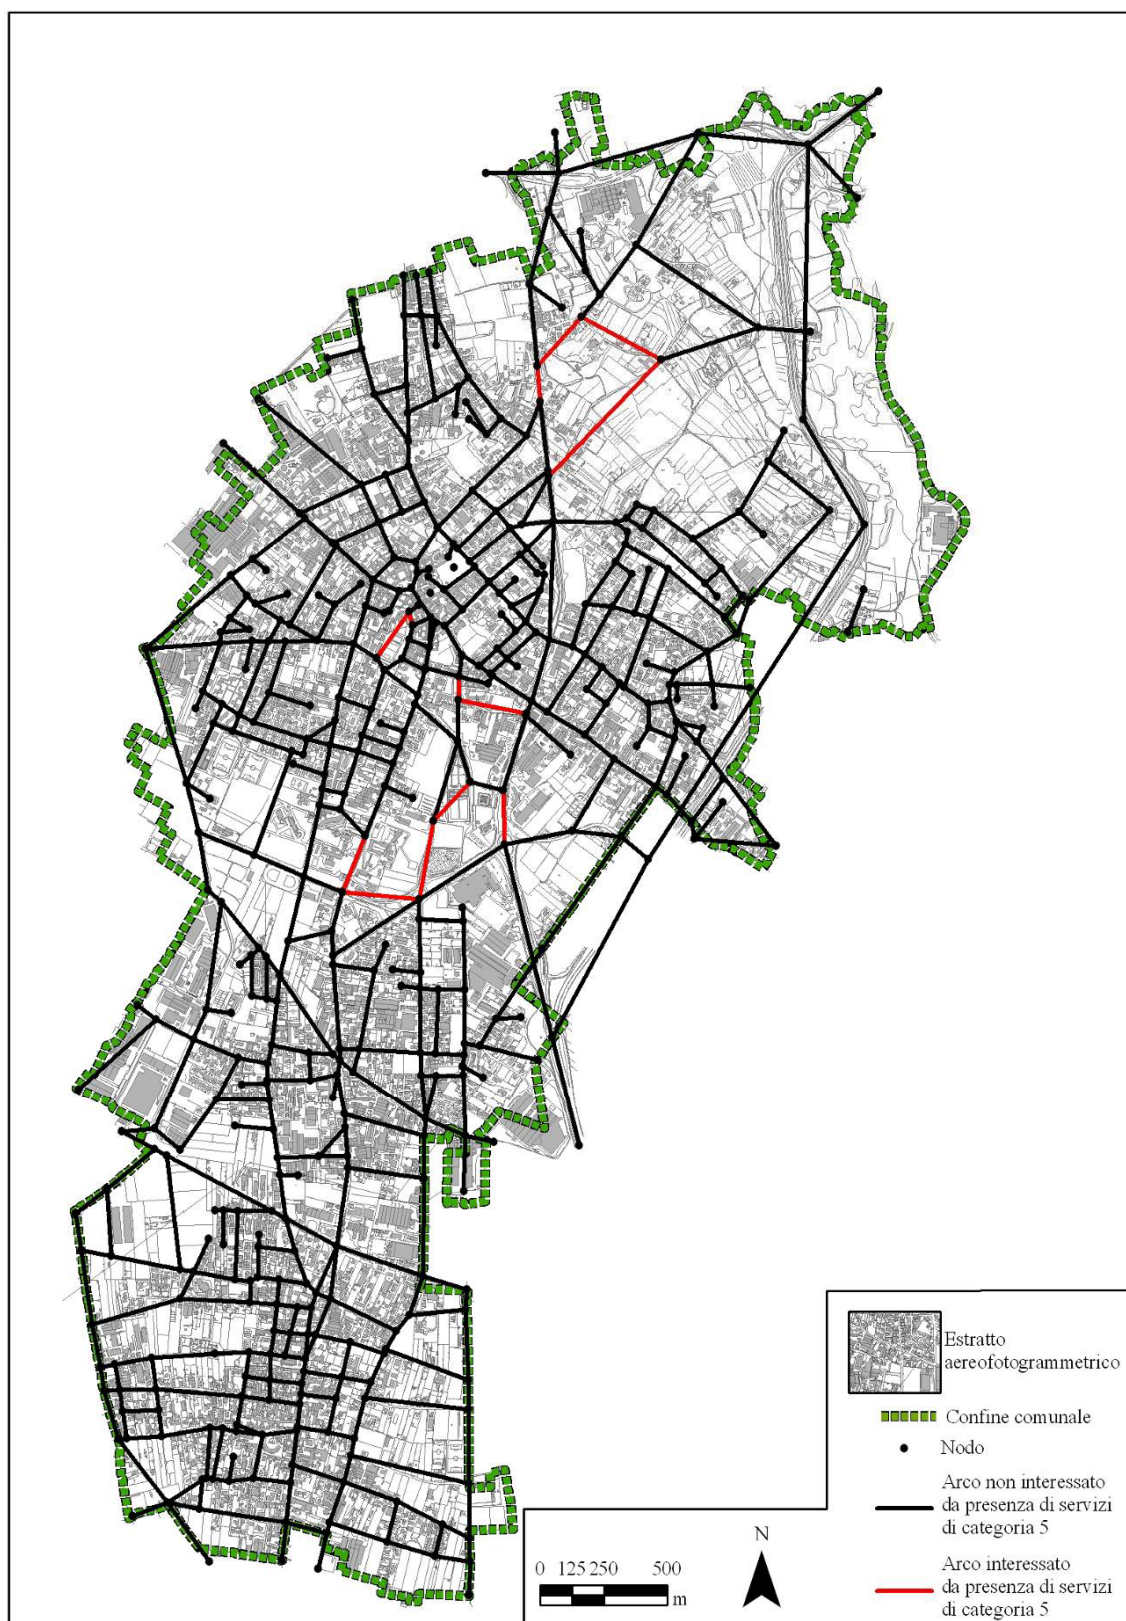 Estratto
aereofotogrammetrico
Confine comunale
Nodo
Arco non interessato
da presenza di servizi
di categoria 5
Arco interessato
da presenza di servizi
di categoria 5
N
0 125 250 500
m